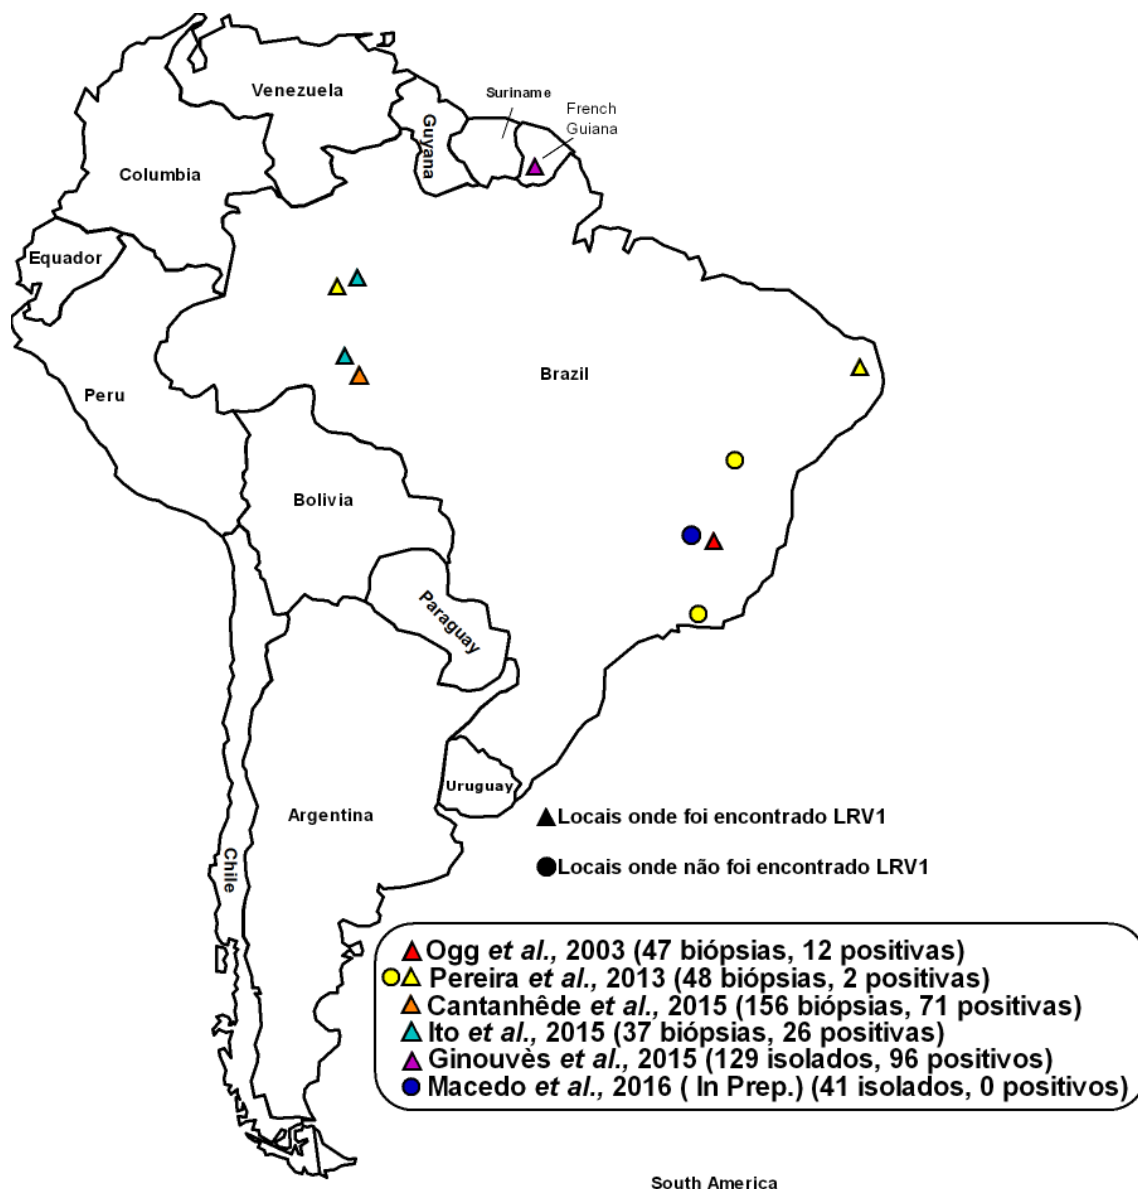 Venezuela
Suriname
French
Guiana
Guyana
Columbia
Equador
Peru
Brazil
Bolivia
Paraguay
Uruguay
Argentina
Chile
Locais onde foi encontrado LRV1
Locais onde não foi encontrado LRV1
Ogg et al., 2003 (47 biópsias, 12 positivas)
Pereira et al., 2013 (48 biópsias, 2 positivas)
Cantanhêde et al., 2015 (156 biópsias, 71 positivas)
Ito et al., 2015 (37 biópsias, 26 positivas)
Ginouvès et al., 2015 (129 isolados, 96 positivos)
Macedo et al., 2016 ( In Prep.) (41 isolados, 0 positivos)
South America